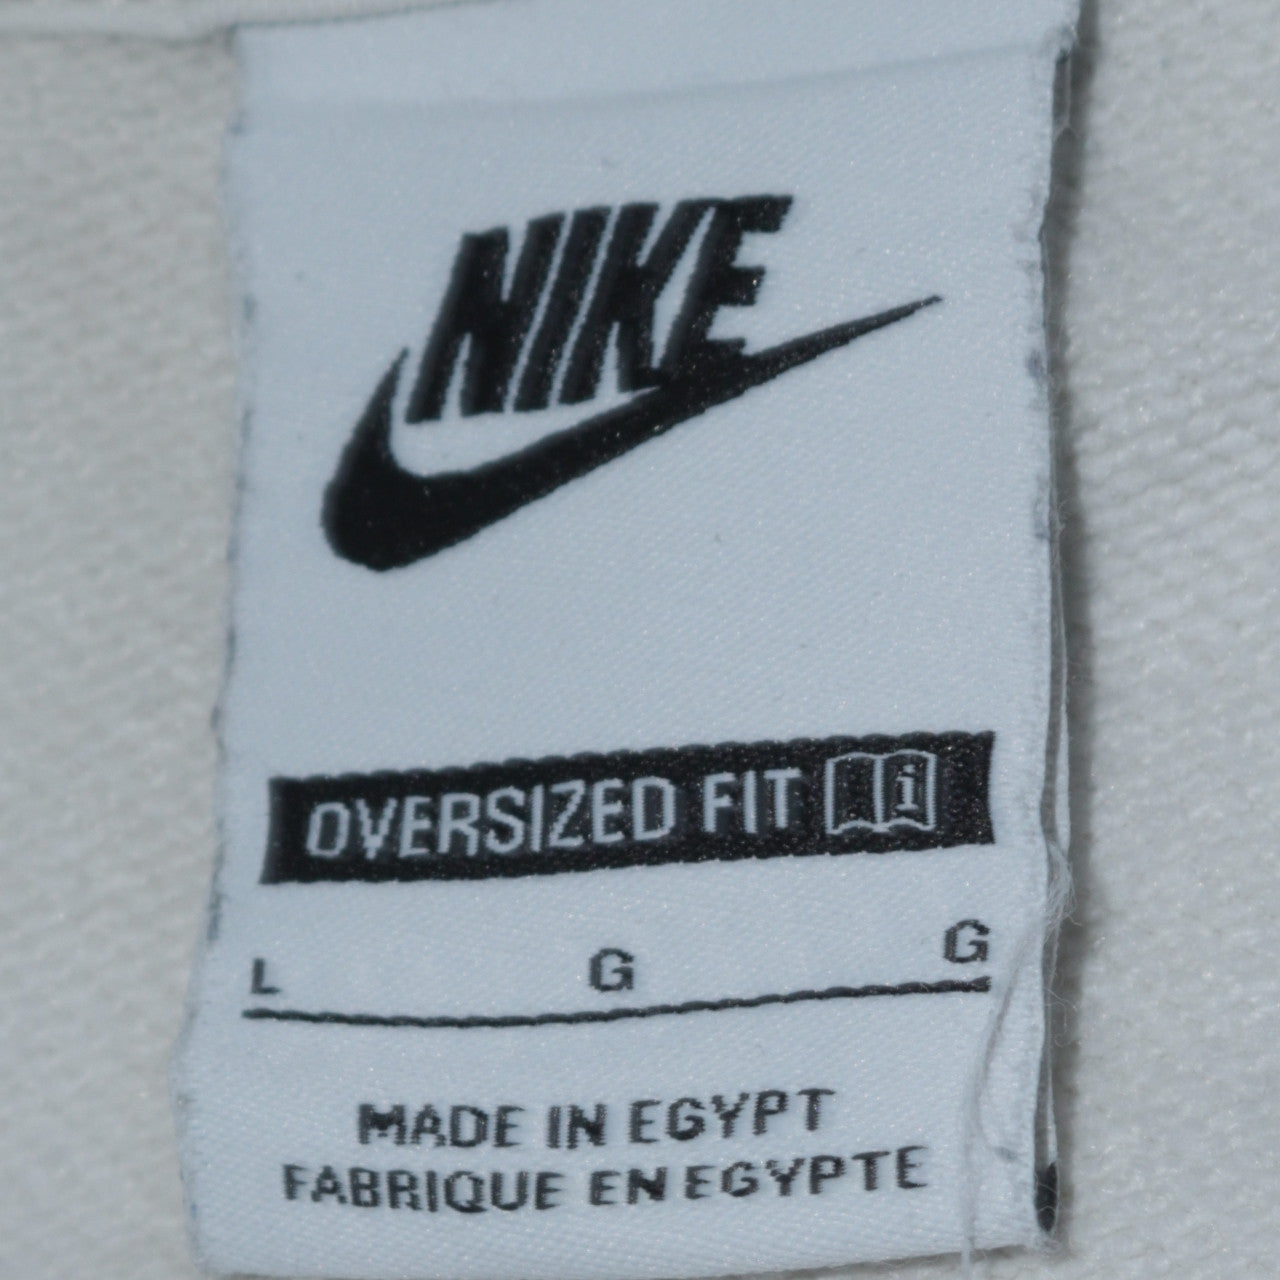 NIKE
OVERSIZED FIT i
L G G
MADE IN EGYPT
FABRIQUE EN EGYPTE